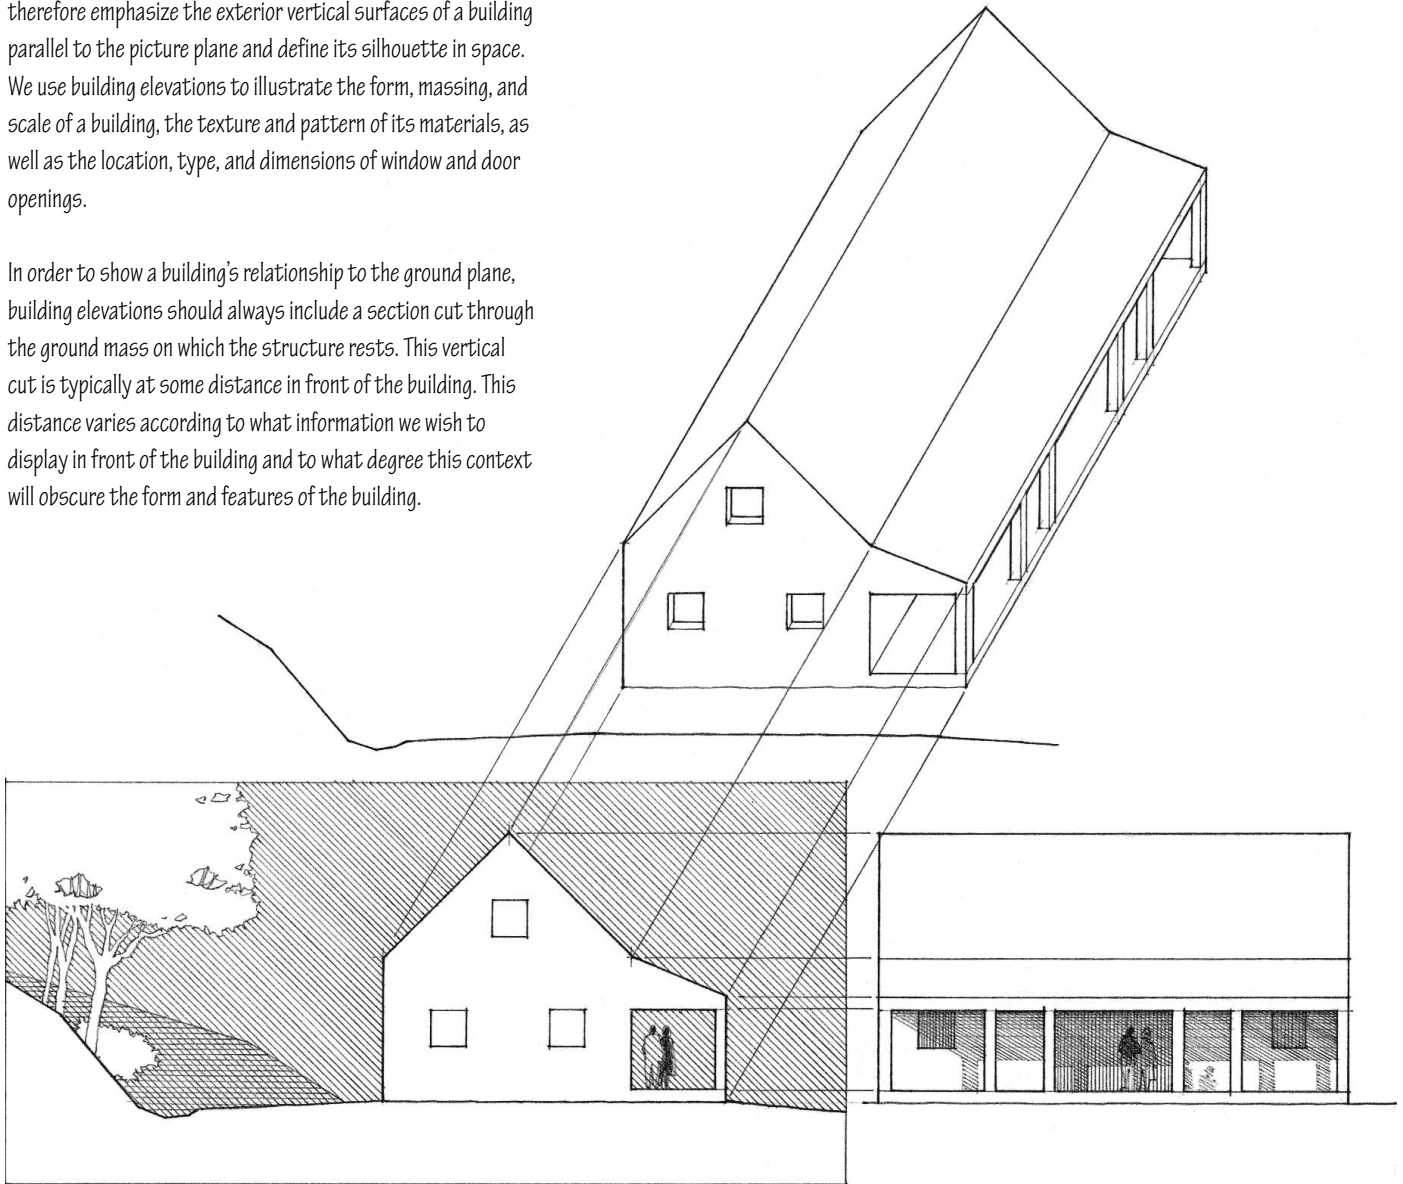 therefore emphasize the exterior vertical surfaces of a building
parallel to the picture plane and define its silhouette in space.
We use building elevations to illustrate the form, massing, and
scale of a building, the texture and pattern of its materials, as
well as the location, type, and dimensions of window and door
openings.
In order to show a building's relationship to the ground plane,
building elevations should always include a section cut through
the ground mass on which the structure rests. This vertical
cut is typically at some distance in front of the building. This
distance varies according to what information we wish to
display in front of the building and to what degree this context
will obscure the form and features of the building.